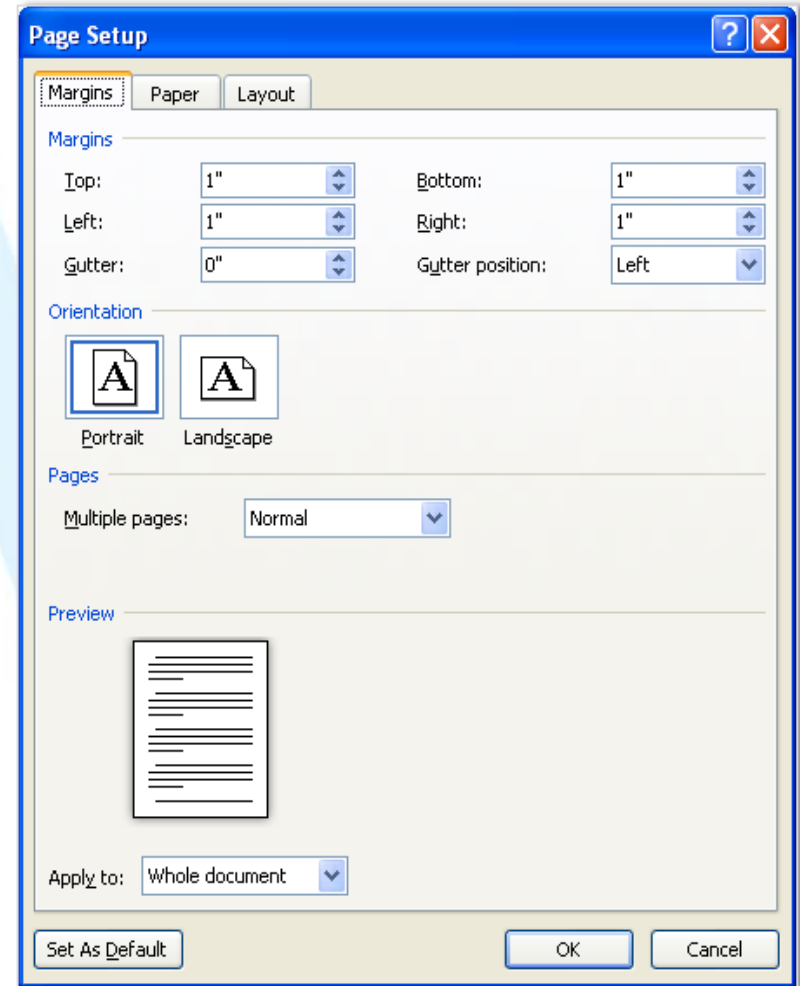 Page Setup
Margins Paper Layout
Margins
Top: 1" Bottom: 1"
Left: 1" Right: 1"
Gutter: 0" Gutter position: Left
Orientation
A A
Portrait Landscape
Pages
Multiple pages: Normal
Preview
Apply to: Whole document
Set As Default OK Cancel